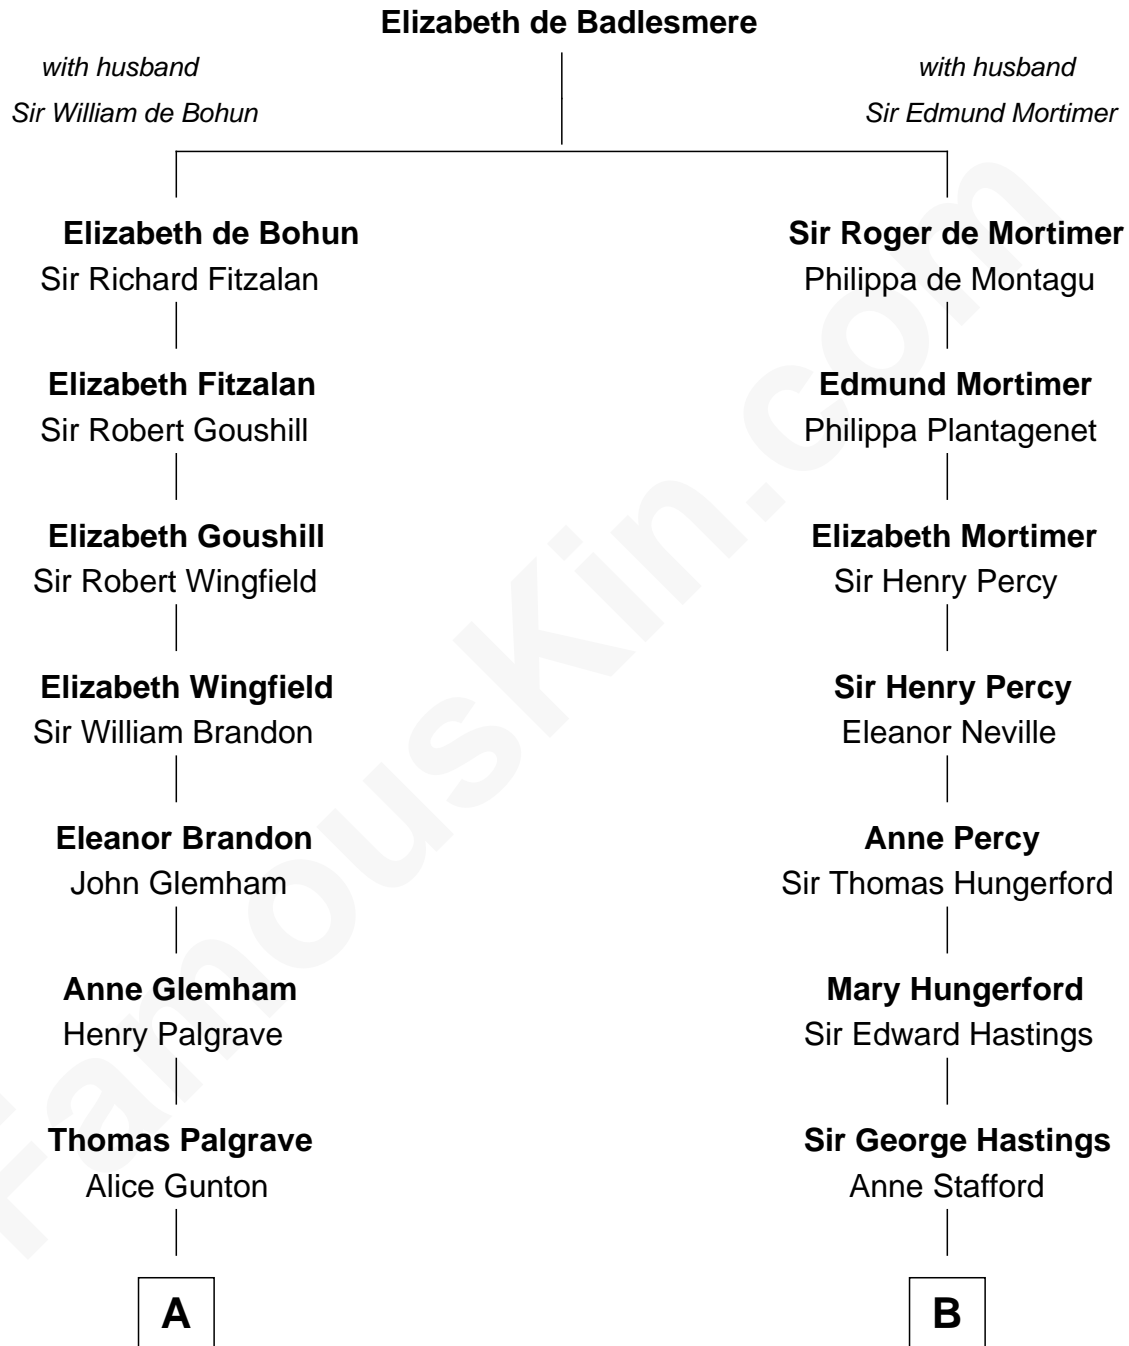 Elizabeth de Badlesmere
with husband
Sir William de Bohun
with husband
Sir Edmund Mortimer
Elizabeth de Bohun
Sir Richard Fitzalan
Sir Roger de Mortimer
Philippa de Montagu
Elizabeth Fitzalan
Sir Robert Goushill
Edmund Mortimer
Philippa Plantagenet
Elizabeth Goushill
Sir Robert Wingfield
Elizabeth Mortimer
Sir Henry Percy
Elizabeth Wingfield
Sir William Brandon
Sir Henry Percy
Eleanor Neville
Eleanor Brandon
John Glemham
Anne Percy
Sir Thomas Hungerford
Anne Glemham
Henry Palgrave
Mary Hungerford
Sir Edward Hastings
Thomas Palgrave
Alice Gunton
Sir George Hastings
Anne Stafford
A
B
FamousKin.com